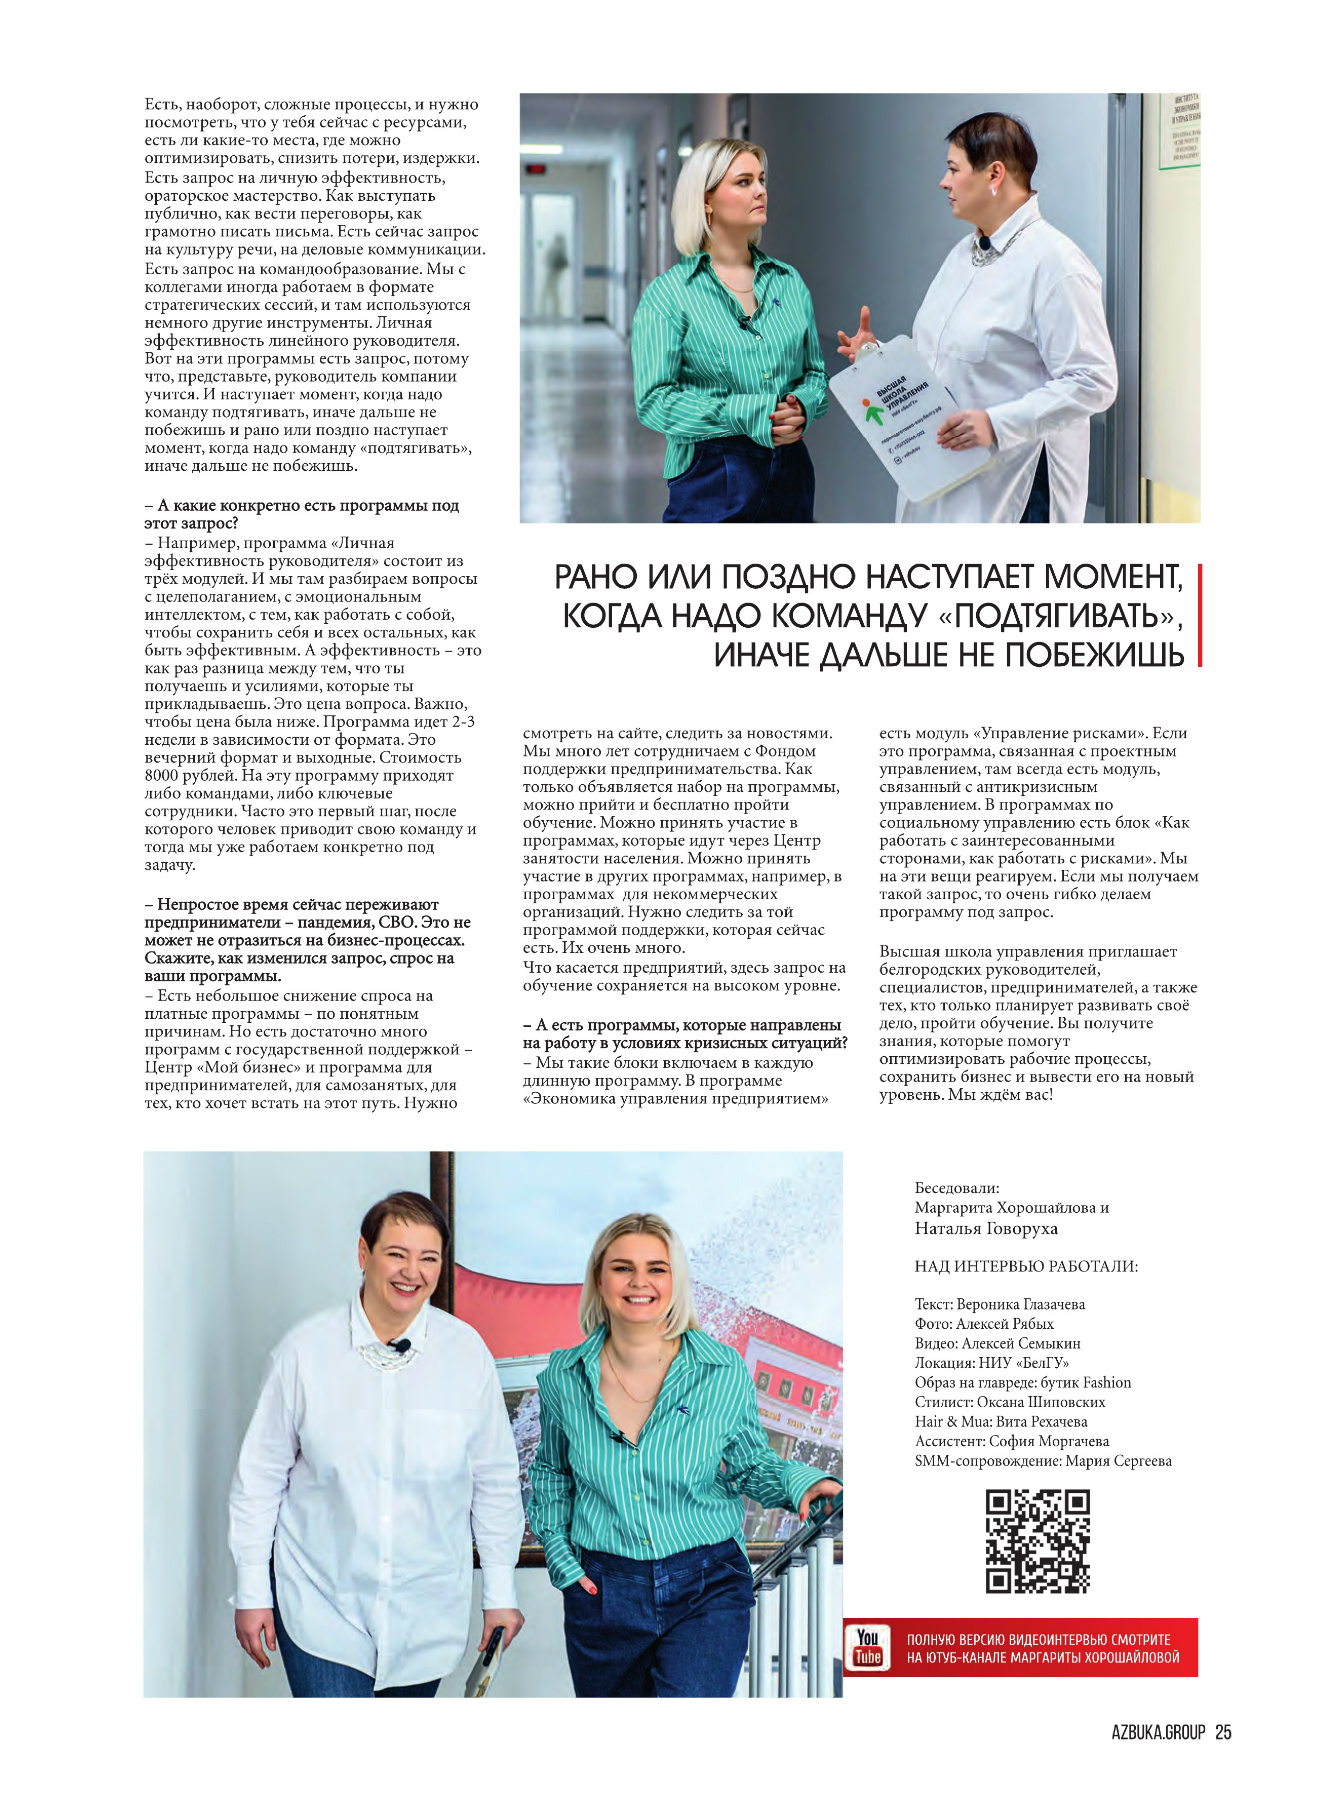 Есть, наоборот, сложные процессы, и нужно
посмотреть, что у тебя сейчас с ресурсами,
есть ли какие-то места, где можно
оптимизировать, снизить потери, издержки.
Есть запрос на личную эффективность,
ораторское мастерство. Как выступать
публично, как вести переговоры, как
грамотно писать письма. Есть сейчас запрос
на культуру речи, на деловые коммуникации.
Есть запрос на командообразование. Мы с
коллегами иногда работаем в формате
стратегических сессий, и там используются
немного другие инструменты. Личная
эффективность линейного руководителя.
Вот на эти программы есть запрос, потому
что, представьте, руководитель компании
учится. И наступает момент, когда надо
команду подтягивать, иначе дальше не
побежишь и рано или поздно наступает
момент, когда надо команду «подтягивать»,
иначе дальше не побежишь.
– А какие конкретно есть программы под
этот запрос?
– Например, программа «Личная
эффективность руководителя» состоит из
трёх модулей. И мы там разбираем вопросы
с целеполаганием, с эмоциональным
интеллектом, с тем, как работать с собой,
чтобы сохранить себя и всех остальных, как
быть эффективным. А эффективность – это
как раз разница между тем, что ты
получаешь и усилиями, которые ты
прикладываешь. Это цена вопроса. Важно,
чтобы цена была ниже. Программа идет 2-3
недели в зависимости от формата. Это
вечерний формат и выходные. Стоимость
8000 рублей. На эту программу приходят
либо командами, либо ключевые
сотрудники. Часто это первый шаг, после
которого человек приводит свою команду и
тогда мы уже работаем конкретно под
задачу.
– Непростое время сейчас переживают
предприниматели – пандемия, СВО. Это не
может не отразиться на бизнес-процессах.
Скажите, как изменился запрос, спрос на
ваши программы.
– Есть небольшое снижение спроса на
платные программы – по понятным
причинам. Но есть достаточно много
программ с государственной поддержкой –
Центр «Мой бизнес» и программа для
предпринимателей, для самозанятых, для
тех, кто хочет встать на этот путь. Нужно
ИНСТИТУТА
ЭКОНОМИКИ
И УПРАВЛЕНИЯ
ВЫСШАЯ
ШКОЛА
УПРАВЛЕНИЯ
НИУ «БелГУ»
РАНО ИЛИ ПОЗДНО НАСТУПАЕТ МОМЕНТ,
КОГДА НАДО КОМАНДУ «ПОДТЯГИВАТЬ»,
ИНАЧЕ ДАЛЬШЕ НЕ ПОБЕЖИШЬ
смотреть на сайте, следить за новостями.
Мы много лет сотрудничаем с Фондом
поддержки предпринимательства. Как
только объявляется набор на программы,
можно прийти и бесплатно пройти
обучение. Можно принять участие в
программах, которые идут через Центр
занятости населения. Можно принять
участие в других программах, например, в
программах для некоммерческих
организаций. Нужно следить за той
программой поддержки, которая сейчас
есть. Их очень много.
Что касается предприятий, здесь запрос на
обучение сохраняется на высоком уровне.
– А есть программы, которые направлены
на работу в условиях кризисных ситуаций?
– Мы такие блоки включаем в каждую
длинную программу. В программе
«Экономика управления предприятием»
есть модуль «Управление рисками». Если
это программа, связанная с проектным
управлением, там всегда есть модуль,
связанный с антикризисным
управлением. В программах по
социальному управлению есть блок «Как
работать с заинтересованными
сторонами, как работать с рисками». Мы
на эти вещи реагируем. Если мы получаем
такой запрос, то очень гибко делаем
программу под запрос.
Высшая школа управления приглашает
белгородских руководителей,
специалистов, предпринимателей, а также
тех, кто только планирует развивать своё
дело, пройти обучение. Вы получите
знания, которые помогут
оптимизировать рабочие процессы,
сохранить бизнес и вывести его на новый
уровень. Мы ждём вас!
Беседовали:
Маргарита Хорошайлова и
Наталья Говоруха
НАД ИНТЕРВЬЮ РАБОТАЛИ:
Текст: Вероника Глазачева
Фото: Алексей Рябых
Видео: Алексей Семыкин
Локация: НИУ «БелГУ»
Образ на главреде: бутик Fashion
Стилист: Оксана Шиповских
Hair & Mua: Вита Рехачева
Ассистент: София Моргачева
SMM-сопровождение: Мария Сергеева
You
Tube
ПОЛНУЮ ВЕРСИЮ ВИДЕОИНТЕРВЬЮ СМОТРИТЕ
НА ЮТУБ-КАНАЛЕ МАРГАРИТЫ ХОРОШАЙЛОВОЙ
AZBUKA.GROUP 25